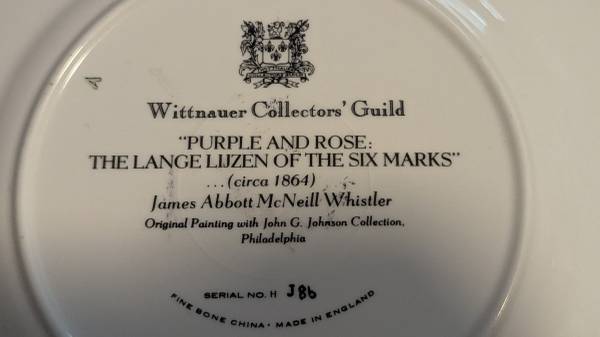 Wittnauer Collectors' Guild
"PURPLE AND ROSE:
THE LANGE LIJZEN OF THE SIX MARKS"
...(circa 1864)
James Abbott McNeill Whistler
Original Painting with John G. Johnson Collection,
Philadelphia
SERIAL NO. H J86
FINE BONE CHINA · MADE IN ENGLAND